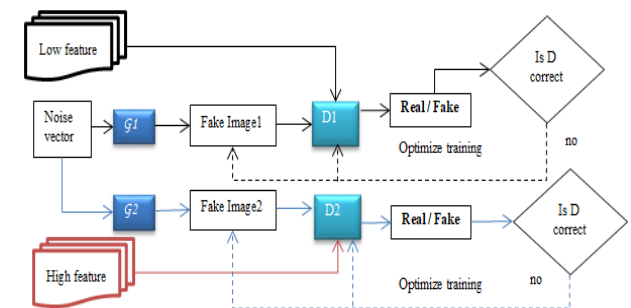 Low feature
Is D
correct
Noise
vector
G1
Fake Image1
D1
Real / Fake
Optimize training
no
G2
Fake Image2
D2
Real / Fake
Is D
correct
High feature
Optimize training
no